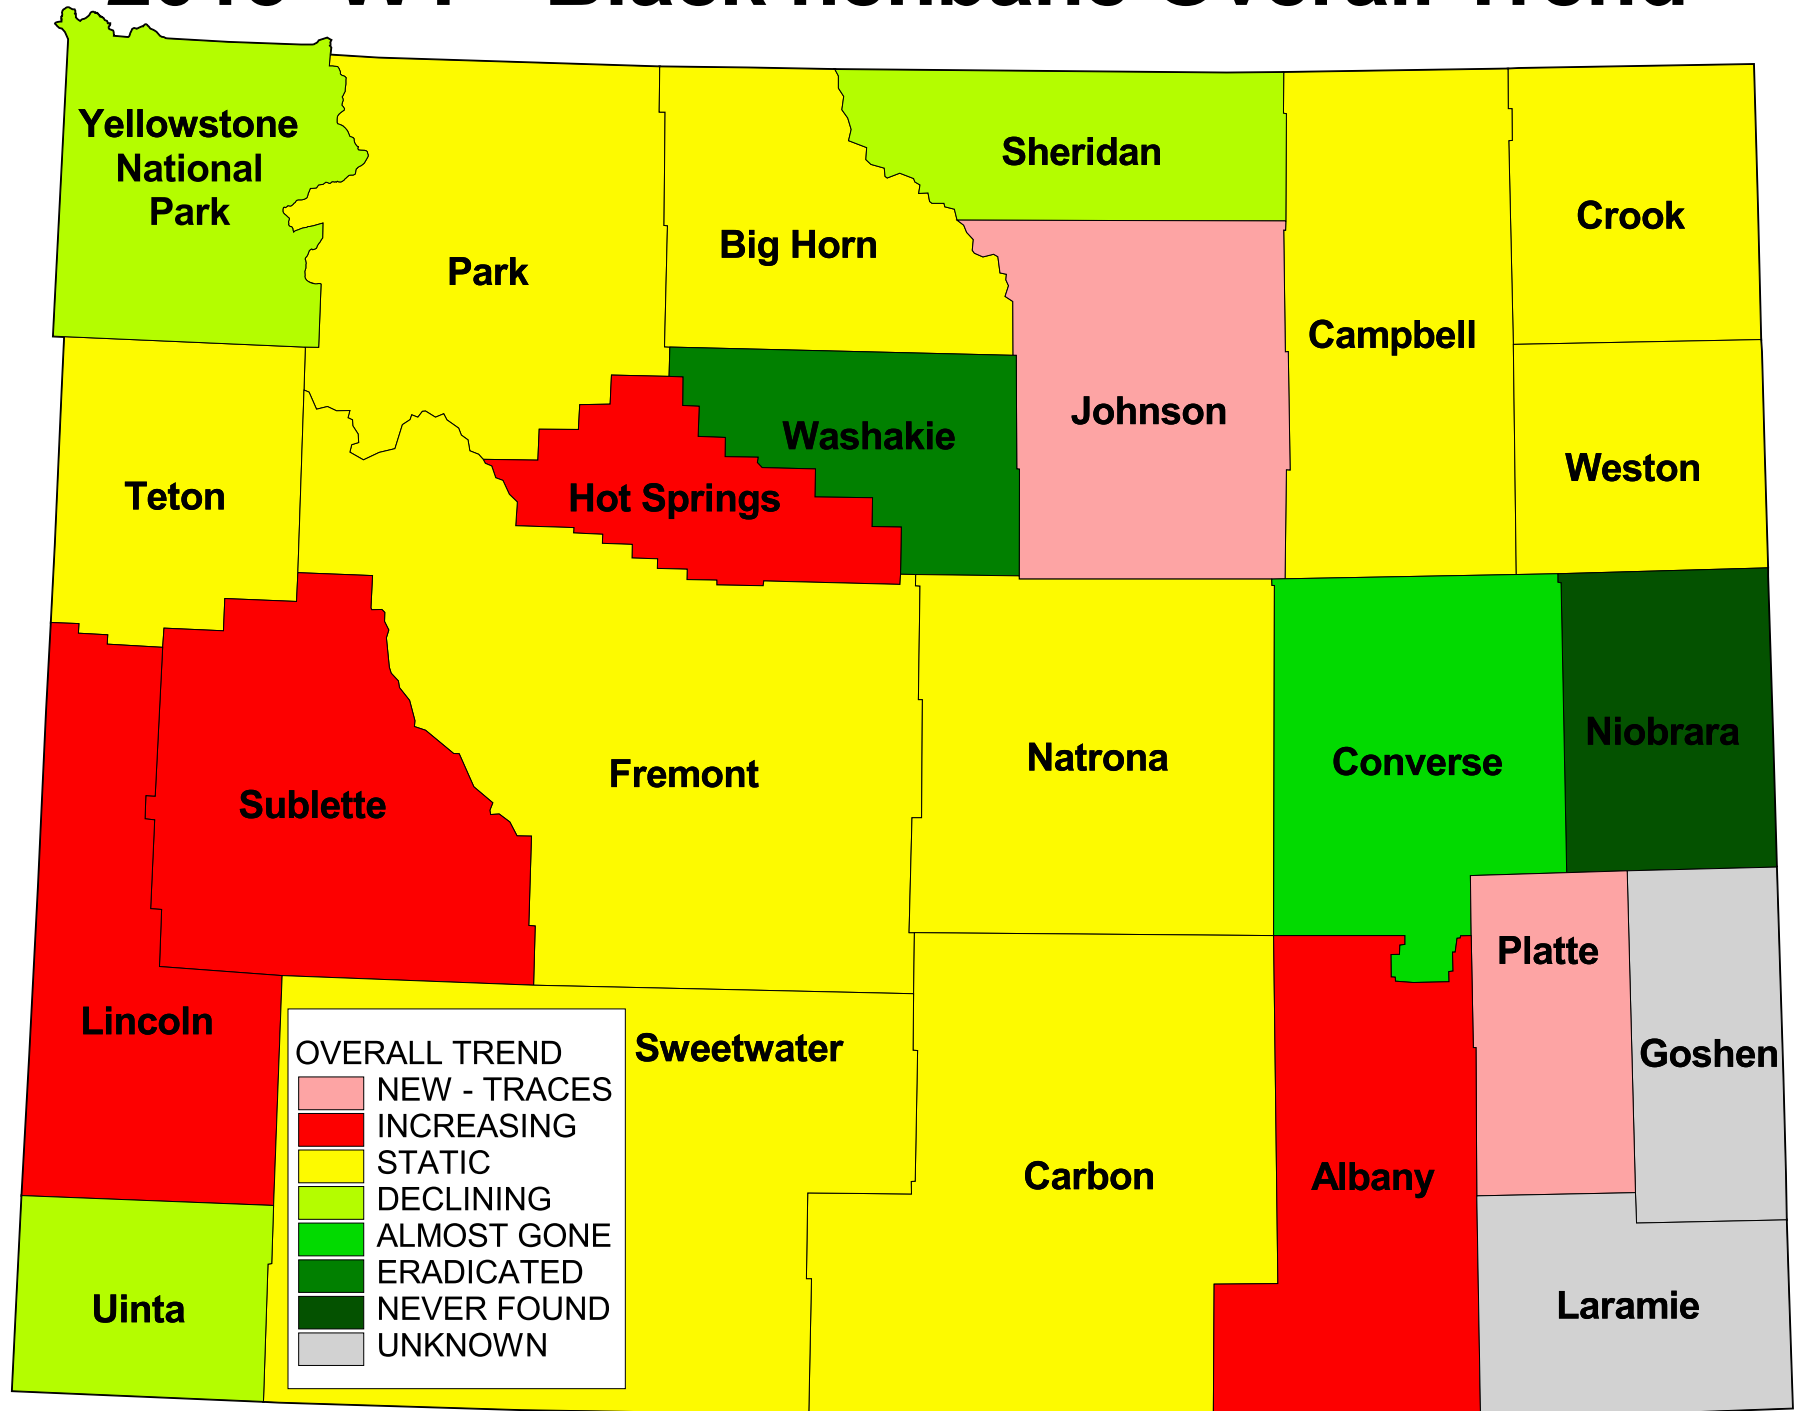 Yellowstone
National
Park
Park
Big Horn
Sheridan
Campbell
Crook
Johnson
Washakie
Weston
Teton
Hot Springs
Sublette
Fremont
Natrona
Converse
Niobrara
Platte
Lincoln
Sweetwater
Goshen
Carbon
Albany
Uinta
Laramie
OVERALL TREND
NEW - TRACES
INCREASING
STATIC
DECLINING
ALMOST GONE
ERADICATED
NEVER FOUND
UNKNOWN